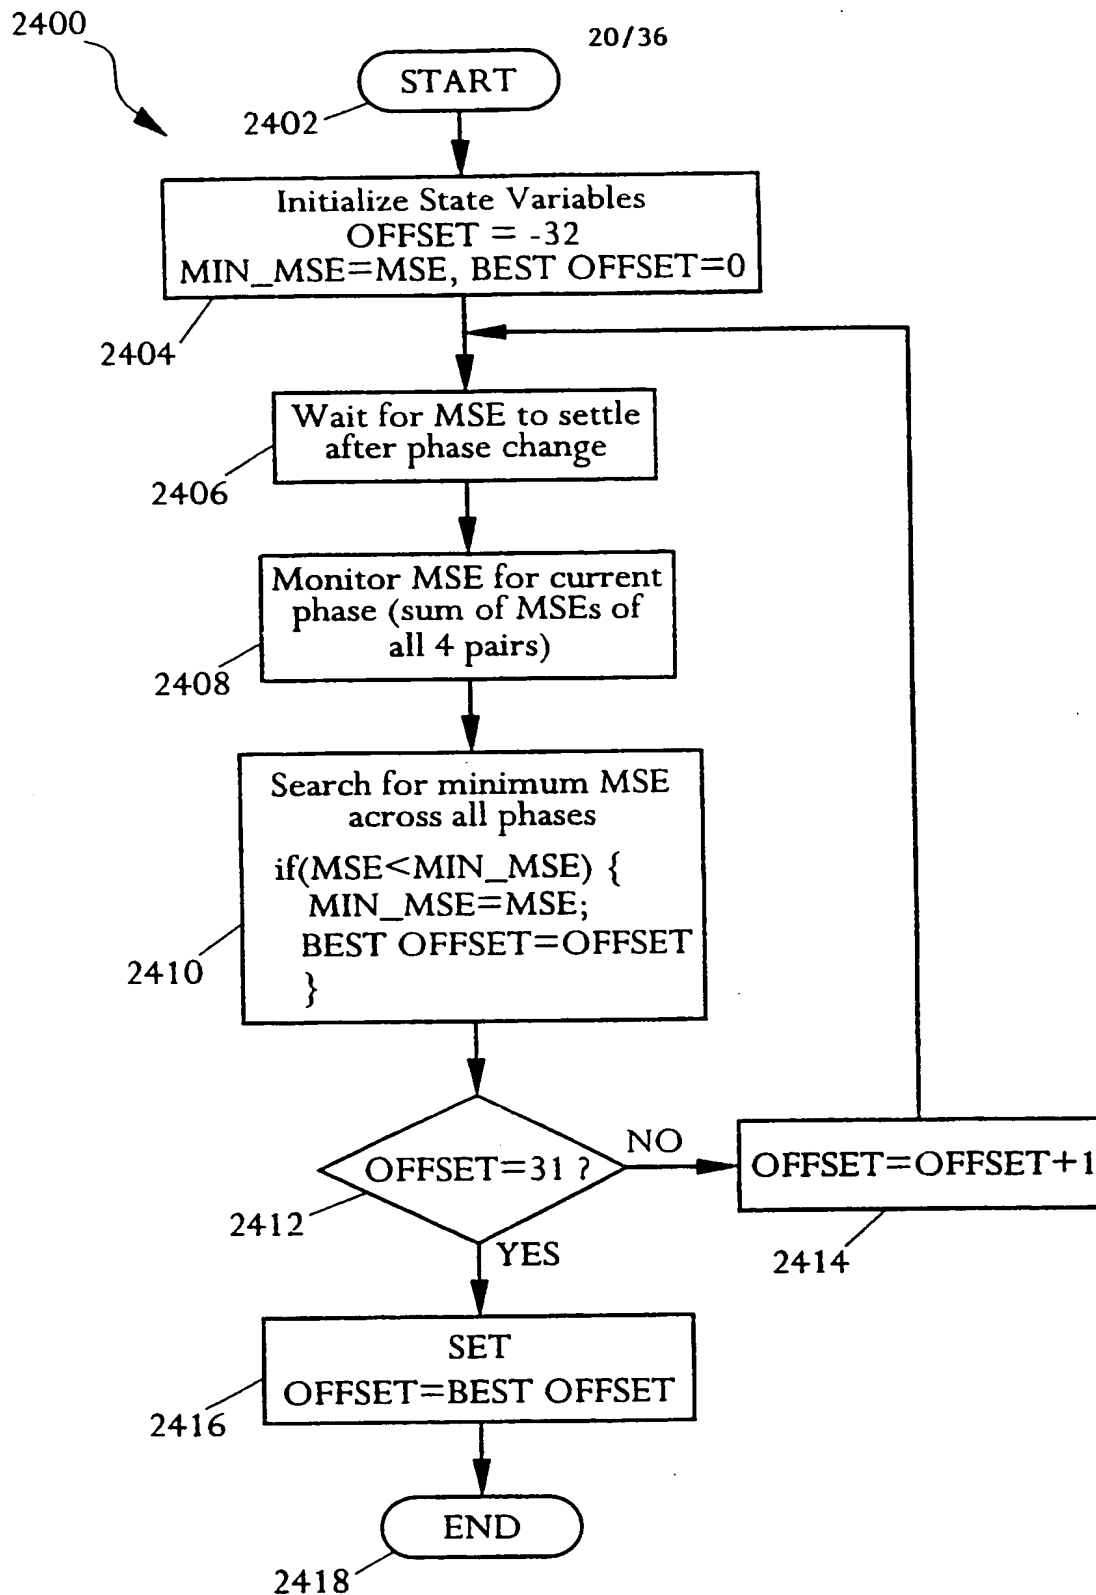 2400
20/36
START
2402
Initialize State Variables
OFFSET = -32
MIN_MSE=MSE, BEST OFFSET=0
2404
Wait for MSE to settle
after phase change
2406
Monitor MSE for current
phase (sum of MSEs of
all 4 pairs)
2408
Search for minimum MSE
across all phases
if(MSE<MIN_MSE) {
MIN_MSE=MSE;
BEST OFFSET=OFFSET
}
2410
OFFSET=31 ?
NO
OFFSET=OFFSET+1
2412
2414
YES
SET
OFFSET=BEST OFFSET
2416
END
2418